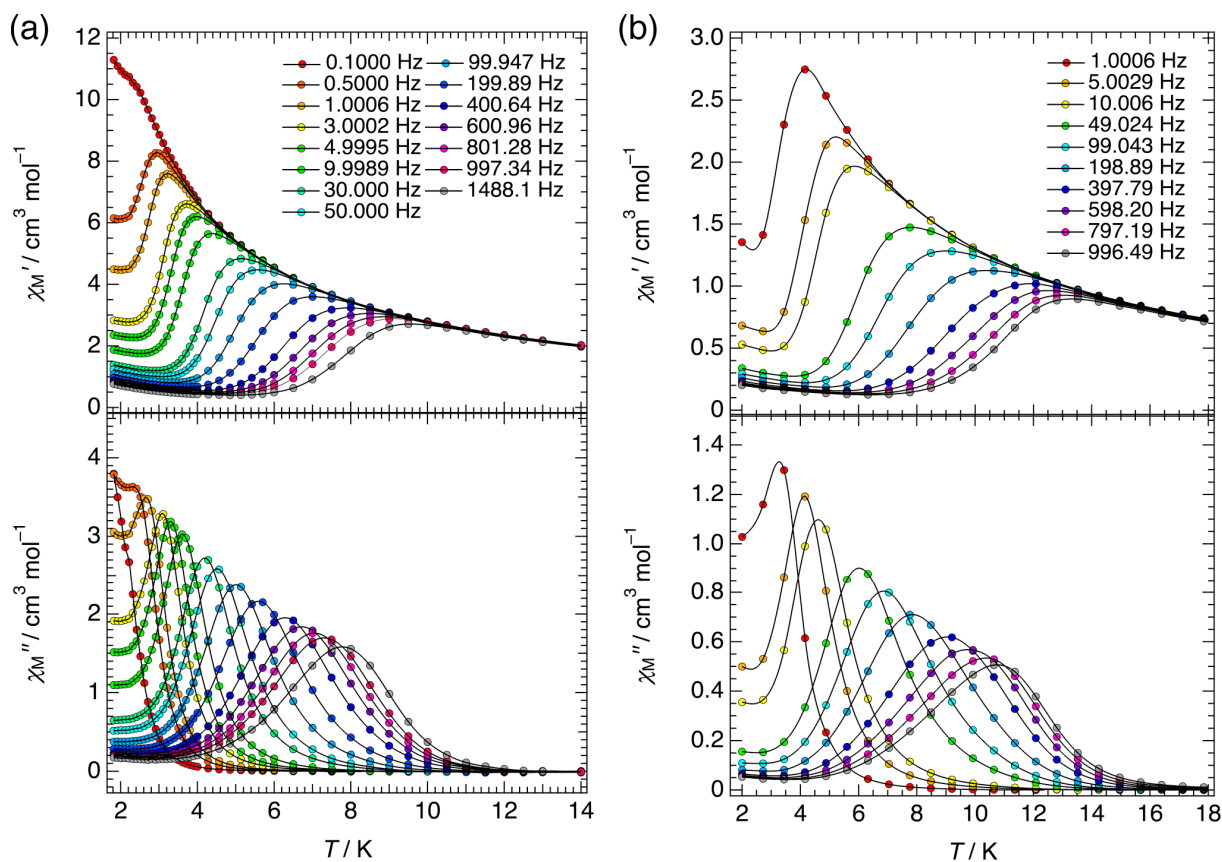 (a)
12
10
8
6
4
2
0
χM′ / cm3 mol−1
0.1000 Hz
0.5000 Hz
1.0006 Hz
3.0002 Hz
4.9995 Hz
9.9989 Hz
30.000 Hz
50.000 Hz
99.947 Hz
199.89 Hz
400.64 Hz
600.96 Hz
801.28 Hz
997.34 Hz
1488.1 Hz
4
3
2
1
0
χM″ / cm3 mol−1
2 4 6 8 10 12 14
T / K
(b)
3.0
2.5
2.0
1.5
1.0
0.5
0
χM′ / cm3 mol−1
1.0006 Hz
5.0029 Hz
10.006 Hz
49.024 Hz
99.043 Hz
198.89 Hz
397.79 Hz
598.20 Hz
797.19 Hz
996.49 Hz
1.4
1.2
1.0
0.8
0.6
0.4
0.2
0
χM″ / cm3 mol−1
2 4 6 8 10 12 14 16 18
T / K